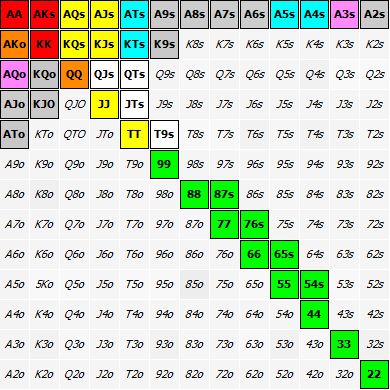 AA AKs AQs AJs ATs A9s A8s A7s A6s A5s A4s A3s A2s
AKo KK KQs KJs KTs K9s K8s K7s K6s K5s K4s K3s K2s
AQo KQo QQ QJs QTs Q9s Q8s Q7s Q6s Q5s Q4s Q3s Q2s
AJo KJO QJO JJ JTs J9s J8s J7s J6s J5s J4s J3s J2s
ATo KTo QTO JTo TT T9s T8s T7s T6s T5s T4s T3s T2s
A9o K9o Q9o J9o T9o 99 98s 97s 96s 95s 94s 93s 92s
A8o K8o Q8o J8o T8o 98o 88 87s 86s 85s 84s 83s 82s
A7o K7o Q7o J7o T7o 97o 87o 77 76s 75s 74s 73s 72s
A6o K6o Q6o J6o T6o 96o 86o 76o 66 65s 64s 63s 62s
A5o 5Ko Q5o J5o T5o 95o 85o 75o 65o 55 54s 53s 52s
A4o K4o Q4o J4o T4o 94o 84o 74o 64o 54o 44 43s 42s
A3o K3o Q3o J3o T3o 93o 83o 73o 63o 53o 43o 33 32s
A2o K2o Q2o J2o T2o 92o 82o 72o 62o 52o 42o 32o 22